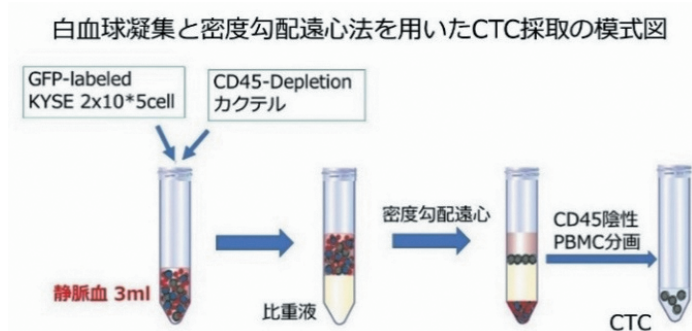 白血球凝集と密度勾配遠心法を用いたCTC採取の模式図
GFP-labeled
KYSE 2x10*5cell
CD45-Depletion
カクテル
静脈血 3ml
比重液
密度勾配遠心
CD45陰性
PBMC分画
CTC